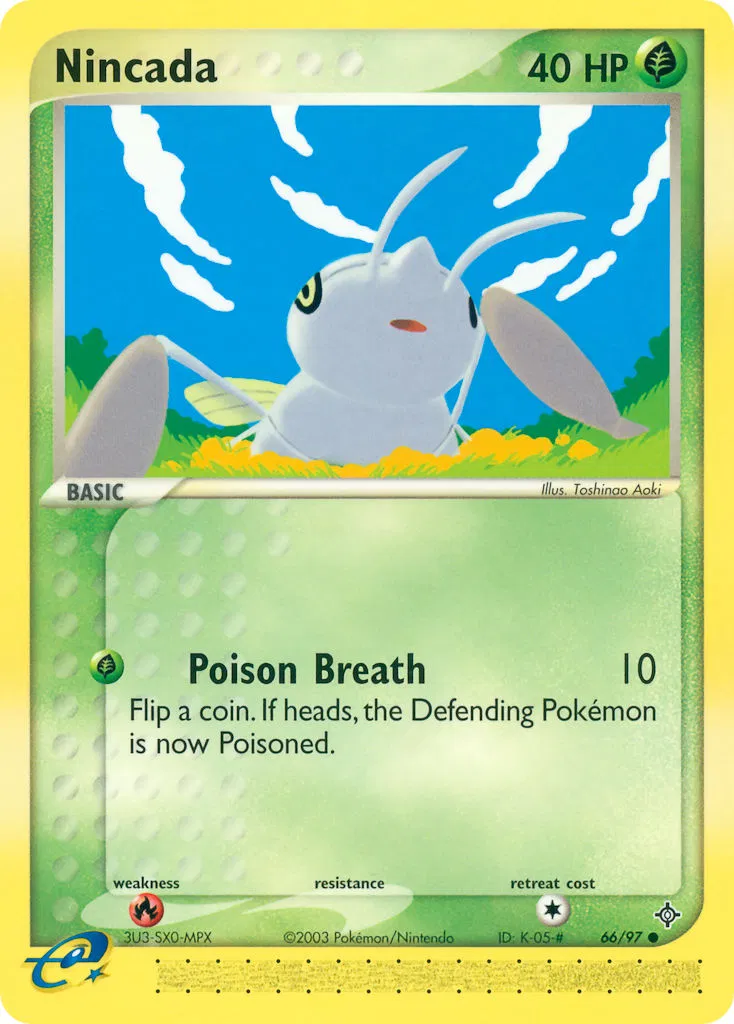 Nincada
40 HP
BASIC
Illus. Toshinao Aoki
Poison Breath 10
Flip a coin. If heads, the Defending Pokémon
is now Poisoned.
weakness resistance retreat cost
3U3-SX0-MPX ©2003 Pokémon/Nintendo ID: K-05-# 66/97
e